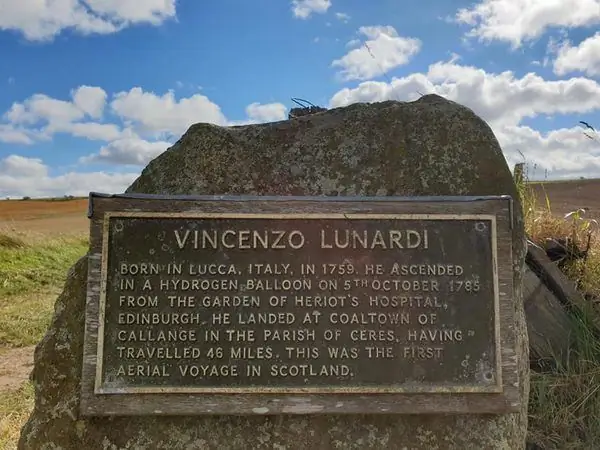 VINCENZO LUNARDI
BORN IN LUCCA, ITALY, IN 1759. HE ASCENDED
IN A HYDROGEN BALLOON ON 5TH OCTOBER 1785
FROM THE GARDEN OF HERIOT'S HOSPITAL,
EDINBURGH. HE LANDED AT COALTOWN OF
CALLANGE IN THE PARISH OF CERES, HAVING
TRAVELLED 46 MILES. THIS WAS THE FIRST
AERIAL VOYAGE IN SCOTLAND.